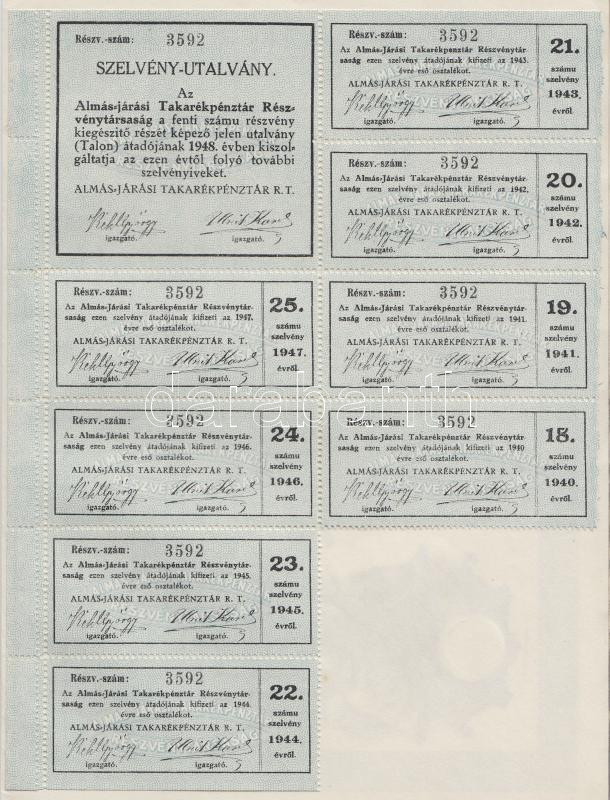 Részv.-szám: 3592
SZELVÉNY-UTALVÁNY.
Az
Almás-járási Takarékpénztár Rész-
vénytársaság a fenti számu részvény
kiegészitő részét képező jelen utalvány
(Talon) átadójának 1948. évben kiszol-
gáltatja az ezen évtől folyó további
szelvényiveket.
ALMÁS-JÁRÁSI TAKARÉKPÉNZTÁR R. T.
igazgató. igazgató.
Részv.-szám: 3592
Az Almás-Járási Takarékpénztár Részvénytár-
saság ezen szelvény átadójának kifizeti az 1947.
évre eső osztalékot.
ALMÁS-JÁRÁSI TAKARÉKPÉNZTÁR R. T.
igazgató. igazgató.
25.
számu
szelvény
1947.
évről.
Részv.-szám: 3592
Az Almás-Járási Takarékpénztár Részvénytár-
saság ezen szelvény átadójának kifizeti az 1946.
évre eső osztalékot.
ALMÁS-JÁRÁSI TAKARÉKPÉNZTÁR R. T.
igazgató. igazgató.
24.
számu
szelvény
1946.
évről.
Részv.-szám: 3592
Az Almás-Járási Takarékpénztár Részvénytár-
saság ezen szelvény átadójának kifizeti az 1945.
évre eső osztalékot.
ALMÁS-JÁRÁSI TAKARÉKPÉNZTÁR R. T.
igazgató. igazgató.
23.
számu
szelvény
1945.
évről.
Részv.-szám: 3592
Az Almás-Járási Takarékpénztár Részvénytár-
saság ezen szelvény átadójának kifizeti az 1944.
évre eső osztalékot.
ALMÁS-JÁRÁSI TAKARÉKPÉNZTÁR R. T.
igazgató. igazgató.
22.
számu
szelvény
1944.
évről.
Részv.-szám: 3592
Az Almás-Járási Takarékpénztár Részvénytár-
saság ezen szelvény átadójának kifizeti az 1943.
évre eső osztalékot.
ALMÁS-JÁRÁSI TAKARÉKPÉNZTÁR R. T.
igazgató. igazgató.
21.
számu
szelvény
1943.
évről.
Részv.-szám: 3592
Az Almás-Járási Takarékpénztár Részvénytár-
saság ezen szelvény átadójának kifizeti az 1942.
évre eső osztalékot.
ALMÁS-JÁRÁSI TAKARÉKPÉNZTÁR R. T.
igazgató. igazgató.
20.
számu
szelvény
1942.
évről.
Részv.-szám: 3592
Az Almás-Járási Takarékpénztár Részvénytár-
saság ezen szelvény átadójának kifizeti az 1941.
évre eső osztalékot.
ALMÁS-JÁRÁSI TAKARÉKPÉNZTÁR R. T.
igazgató. igazgató.
19.
számu
szelvény
1941.
évről.
Részv.-szám: 3592
Az Almás-Járási Takarékpénztár Részvénytár-
saság ezen szelvény átadójának kifizeti az 1940
évre eső osztalékot.
ALMÁS-JÁRÁSI TAKARÉKPÉNZTÁR R. T.
igazgató. igazgató.
18.
számu
szelvény
1940.
évről.
darabanth